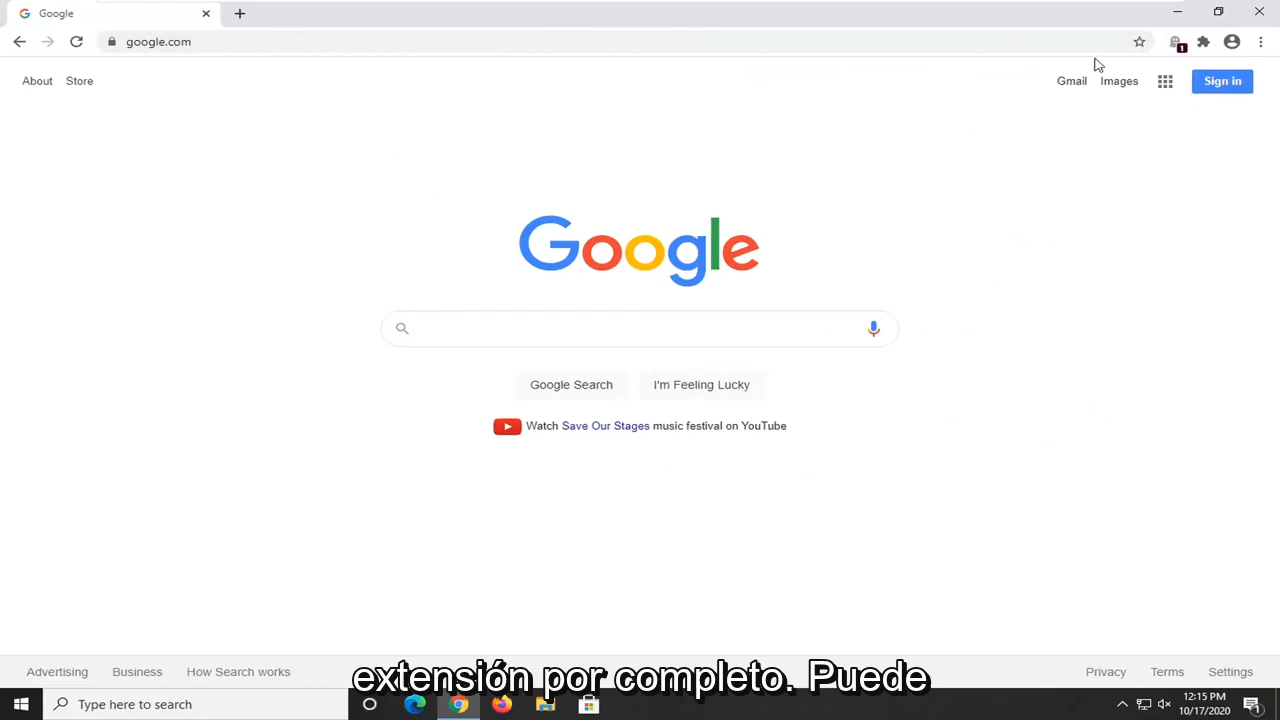 Google
google.com
1
About Store
Gmail Images Sign in
Google
Google Search I'm Feeling Lucky
Watch Save Our Stages music festival on YouTube
Advertising Business How Search works
Privacy Terms Settings
extensión por completo. Puede
Type here to search
12:15 PM
10/17/2020
1